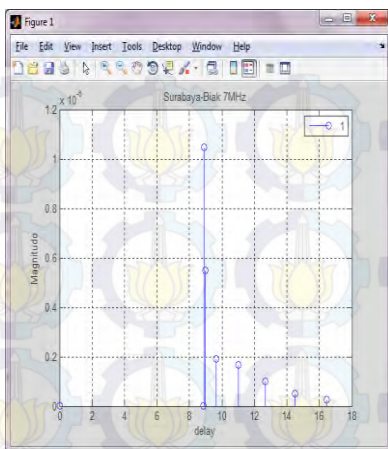 Figure 1
File Edit View Insert Tools Desktop Window Help
x 10
Surabaya-Biak 7MHz
1
1.2
1
0.8
0.6
0.4
0.2
0
Magnitudo
0 2 4 6 8 10 12 14 16 18
delay